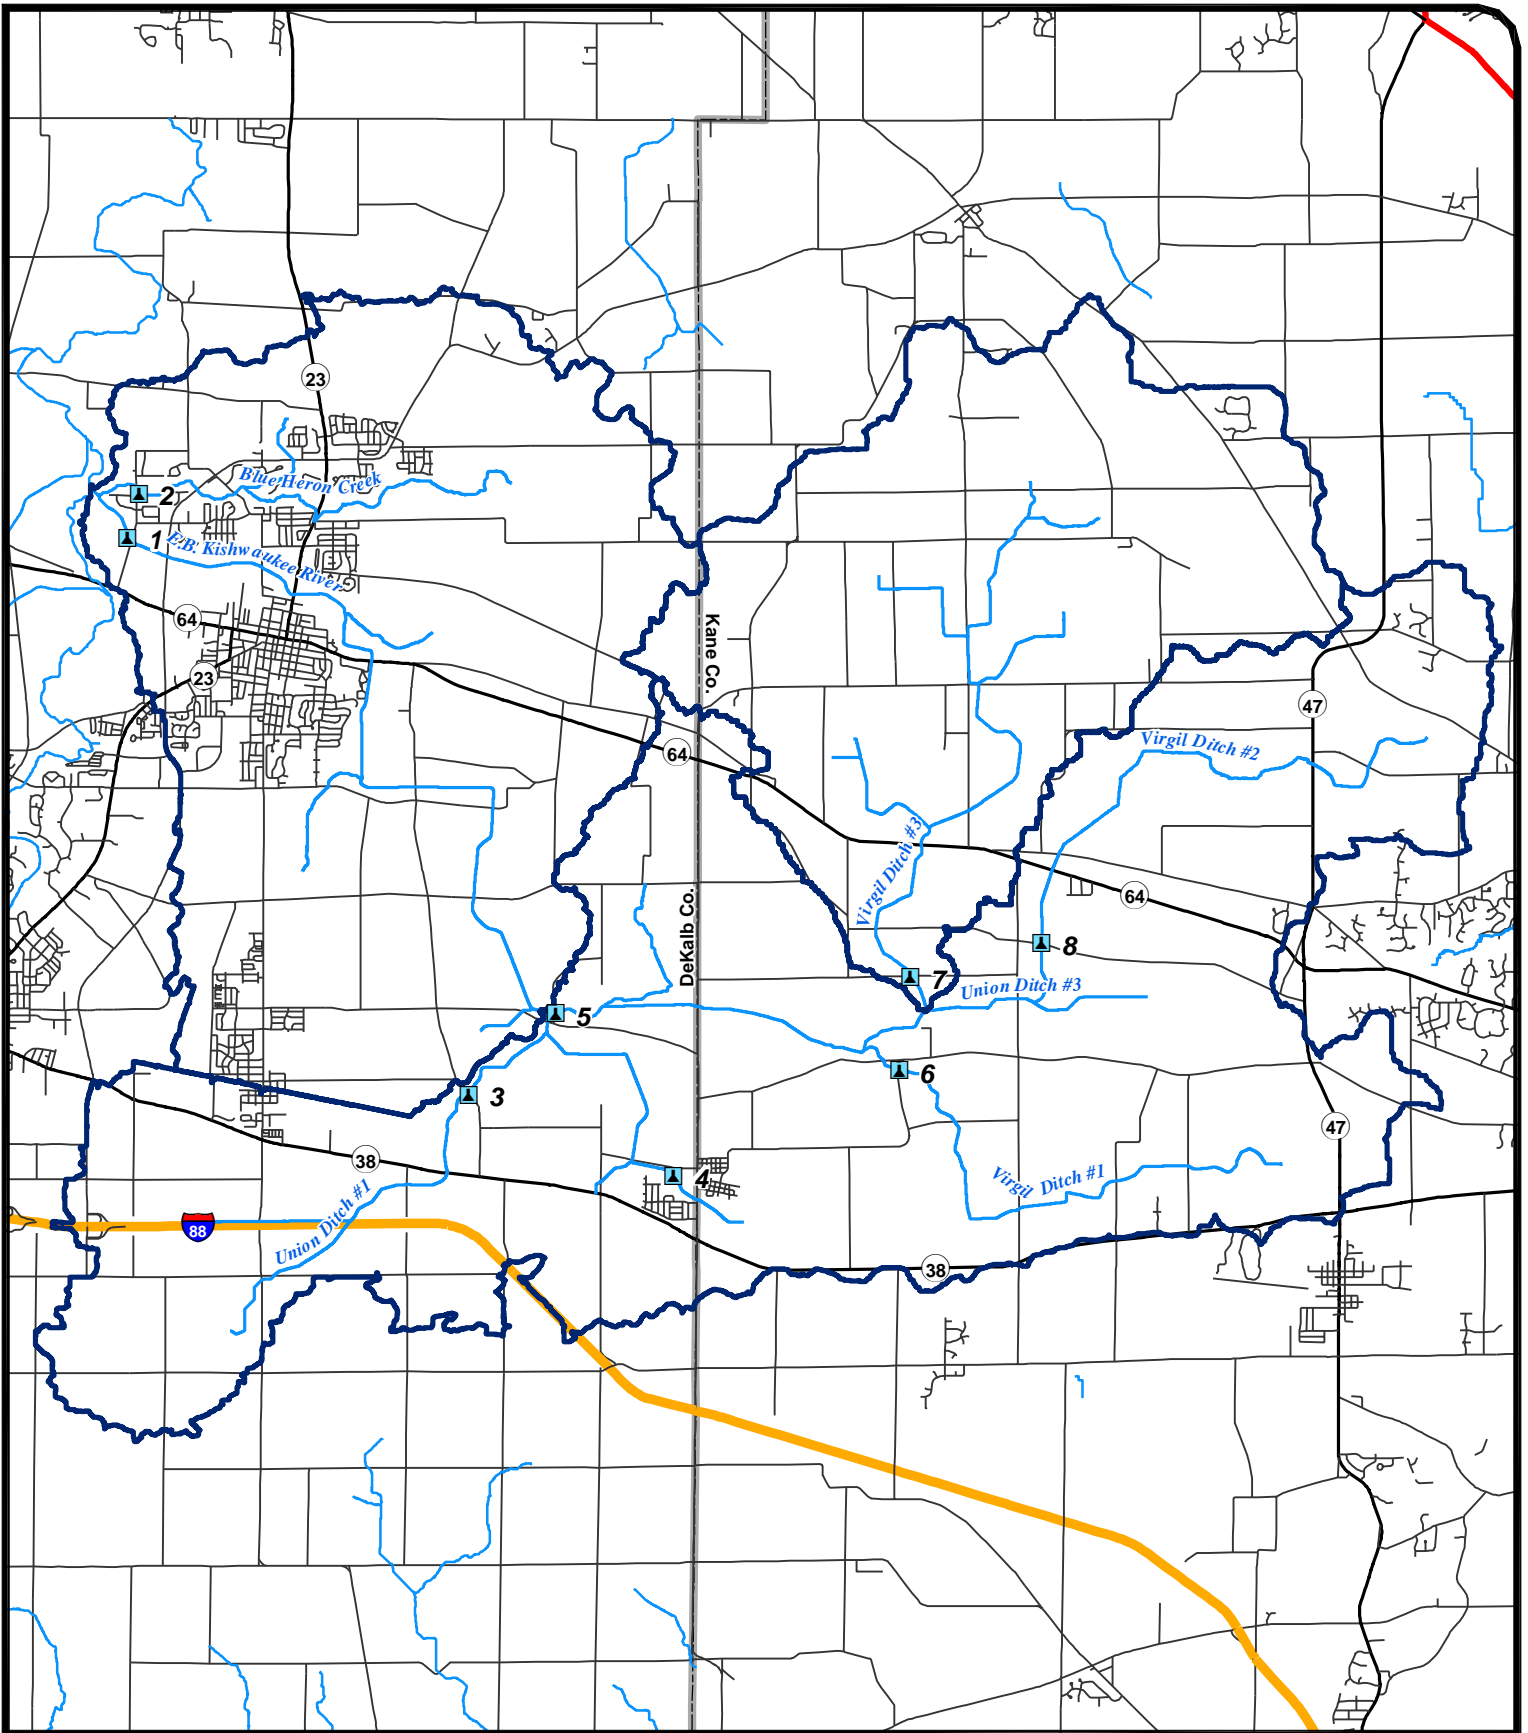 23
Blue Heron Creek
2
1
E.B. Kishwaukee River
64
Kane Co.
23
47
64
Virgil Ditch #2
Virgil Ditch #3
64
DeKalb Co.
8
7
Union Ditch #3
5
6
3
47
38
4
Virgil Ditch #1
Union Ditch #1
88
38